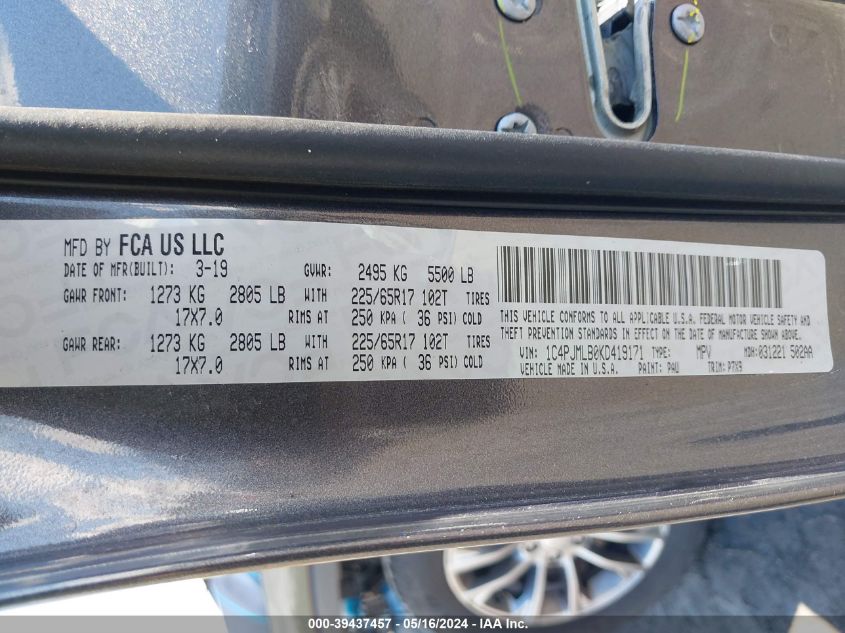 MFD BY FCA US LLC
DATE OF MFR(BUILT): 3-19 GVWR: 2495 KG 5500 LB
GAWR FRONT: 1273 KG 2805 LB WITH 225/65R17 102T TIRES
17X7.0 RIMS AT 250 KPA ( 36 PSI) COLD
GAWR REAR: 1273 KG 2805 LB WITH 225/65R17 102T TIRES
17X7.0 RIMS AT 250 KPA ( 36 PSI) COLD
THIS VEHICLE CONFORMS TO ALL APPLICABLE U.S.A. FEDERAL MOTOR VEHICLE SAFETY AND
THEFT PREVENTION STANDARDS IN EFFECT ON THE DATE OF MANUFACTURE SHOWN ABOVE.
VIN: 1C4PJMLB0KD419171 TYPE: MPV MDH: 031221 502AA
VEHICLE MADE IN U.S.A. PAINT: PAU TRIM: P7X9
000-39437457 - 05/16/2024 - IAA Inc.